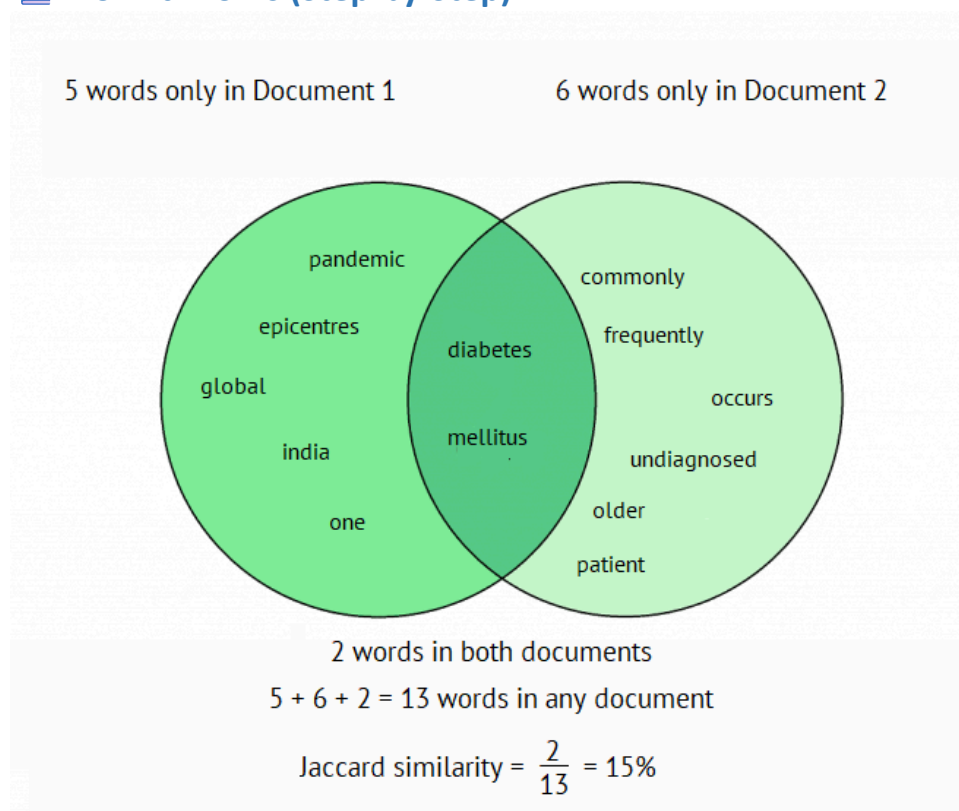 5 words only in Document 1
6 words only in Document 2
pandemic
epicentres
global
india
one
diabetes
mellitus
commonly
frequently
occurs
undiagnosed
older
patient
2 words in both documents
5 + 6 + 2 = 13 words in any document
Jaccard similarity = 2/13 = 15%